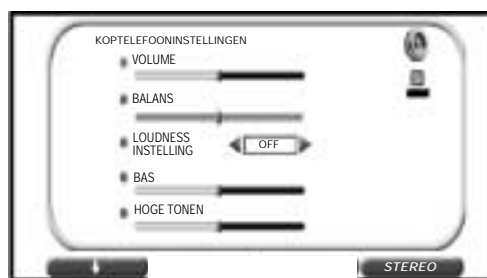 KOPTELEFOONINSTELLINGEN
VOLUME
BALANS
LOUDNESS
INSTELLING
OFF
BAS
HOGE TONEN
STEREO